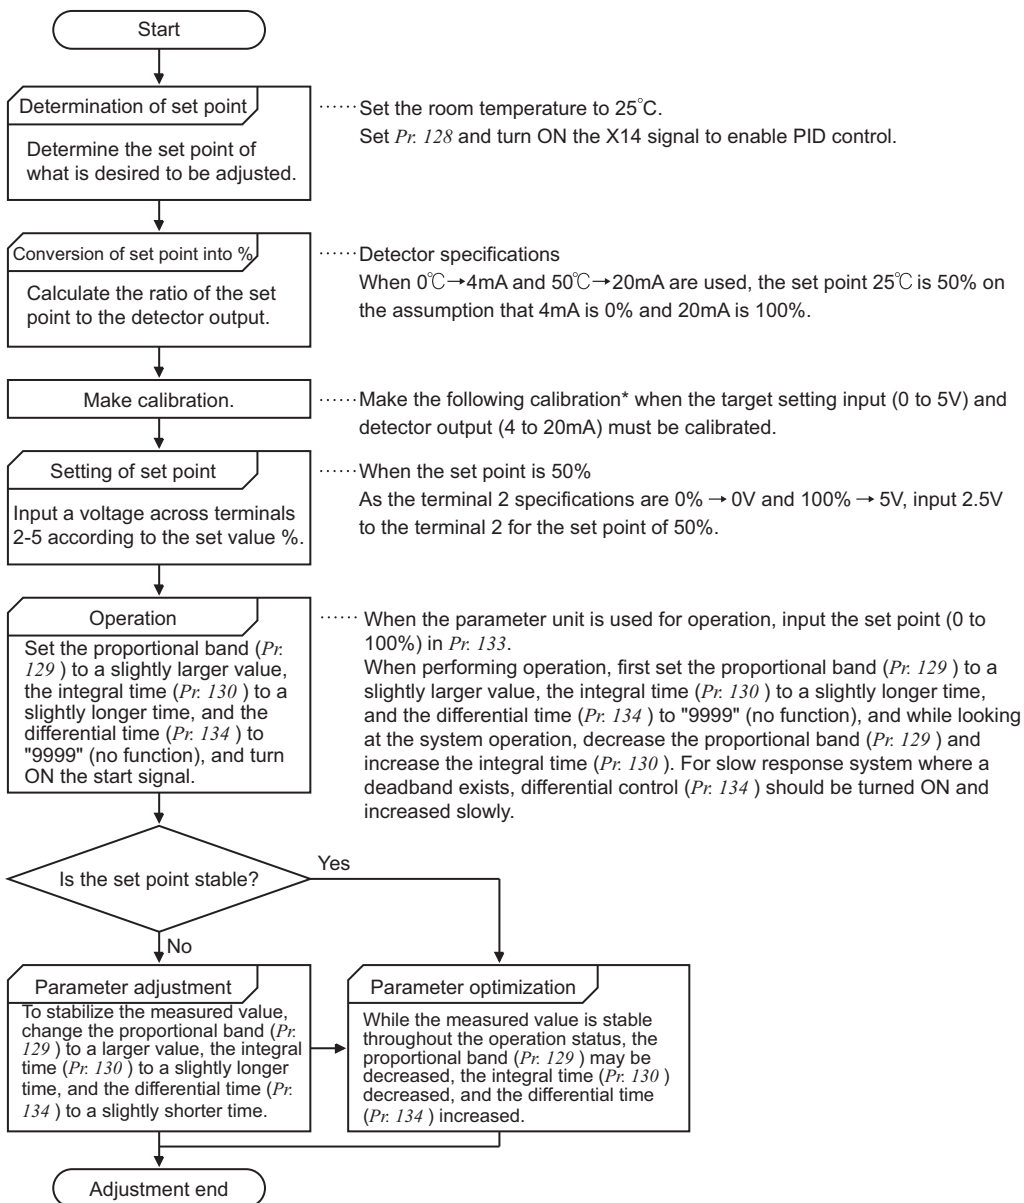 Start
Determination of set point
Determine the set point of
what is desired to be adjusted.
······Set the room temperature to 25°C.
Set Pr. 128 and turn ON the X14 signal to enable PID control.
Conversion of set point into %
Calculate the ratio of the set
point to the detector output.
······Detector specifications
When 0℃→4mA and 50℃→20mA are used, the set point 25℃ is 50% on
the assumption that 4mA is 0% and 20mA is 100%.
Make calibration.
······Make the following calibration* when the target setting input (0 to 5V) and
detector output (4 to 20mA) must be calibrated.
Setting of set point
Input a voltage across terminals
2-5 according to the set value %.
······When the set point is 50%
As the terminal 2 specifications are 0% → 0V and 100% → 5V, input 2.5V
to the terminal 2 for the set point of 50%.
Operation
Set the proportional band (Pr.
129 ) to a slightly larger value,
the integral time (Pr. 130 ) to a
slightly longer time, and the
differential time (Pr. 134 ) to
"9999" (no function), and turn
ON the start signal.
······ When the parameter unit is used for operation, input the set point (0 to
100%) in Pr. 133.
When performing operation, first set the proportional band (Pr. 129 ) to a
slightly larger value, the integral time (Pr. 130 ) to a slightly longer time,
and the differential time (Pr. 134 ) to "9999" (no function), and while looking
at the system operation, decrease the proportional band (Pr. 129 ) and
increase the integral time (Pr. 130 ). For slow response system where a
deadband exists, differential control (Pr. 134 ) should be turned ON and
increased slowly.
Is the set point stable?
Yes
No
Parameter adjustment
To stabilize the measured value,
change the proportional band (Pr.
129 ) to a larger value, the integral
time (Pr. 130 ) to a slightly longer
time, and the differential time (Pr.
134 ) to a slightly shorter time.
Parameter optimization
While the measured value is stable
throughout the operation status, the
proportional band (Pr. 129 ) may be
decreased, the integral time (Pr. 130 )
decreased, and the differential time
(Pr. 134 ) increased.
Adjustment end